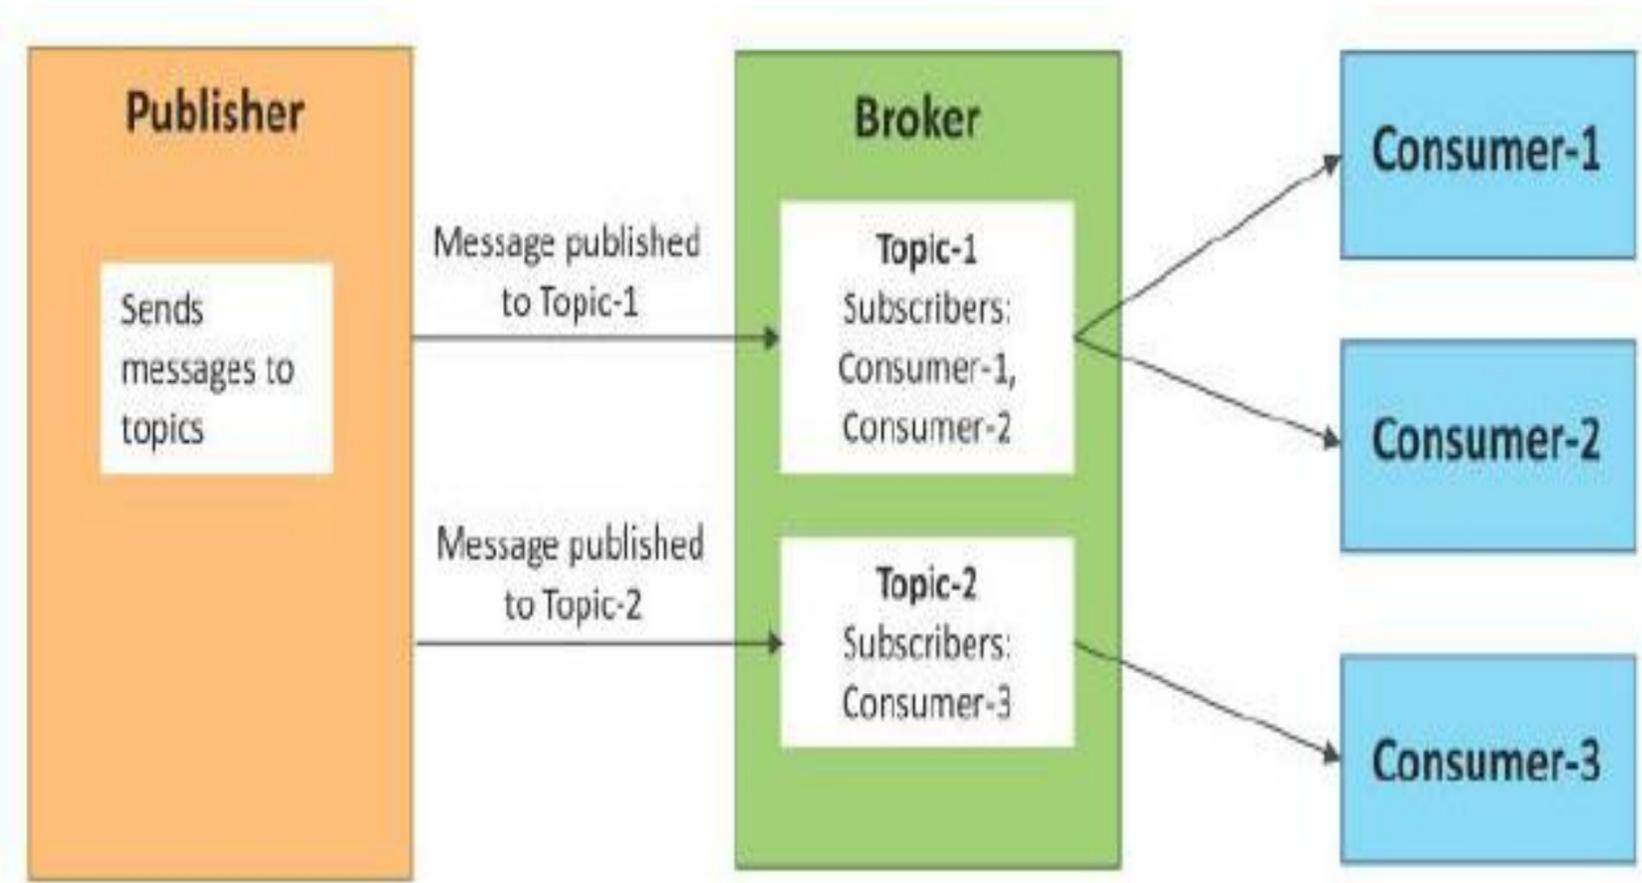 Publisher
Sends
messages to
topics
Message published
to Topic-1
Message published
to Topic-2
Broker
Topic-1
Subscribers:
Consumer-1,
Consumer-2
Topic-2
Subscribers:
Consumer-3
Consumer-1
Consumer-2
Consumer-3